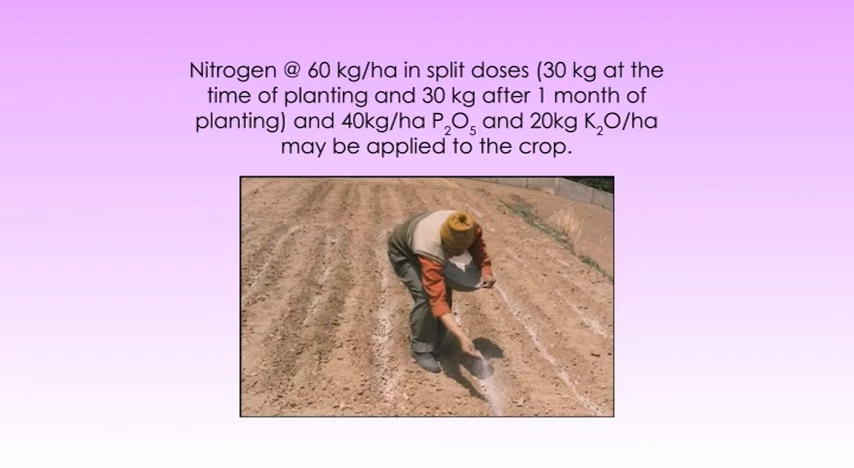 Nitrogen @ 60 kg/ha in split doses (30 kg at the
time of planting and 30 kg after 1 month of
planting) and 40kg/ha P₂O₅ and 20kg K₂O/ha
may be applied to the crop.